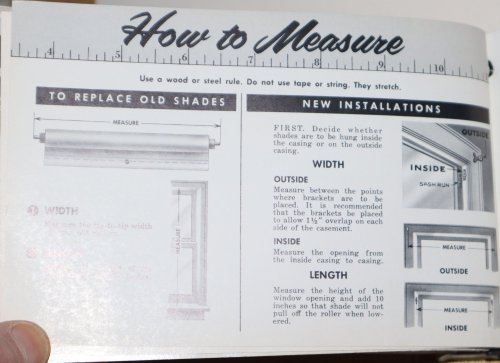 How to Measure
4 5 6 7 8 9 10
Use a wood or steel rule. Do not use tape or string. They stretch.
TO REPLACE OLD SHADES
MEASURE
1 WIDTH
tip-to-tip width
MEASURE
NEW INSTALLATIONS
FIRST. Decide whether
shades are to be hung inside
the casing or on the outside
casing.
WIDTH
OUTSIDE
Measure between the points
where brackets are to be
placed. It is recommended
that the brackets be placed
to allow 1½" overlap on each
side of the casement.
INSIDE
Measure the opening from
the inside casing to casing.
LENGTH
Measure the height of the
window opening and add 10
inches so that shade will not
pull off the roller when low-
ered.
OUTSIDE
INSIDE
SASH RUN
MEASURE
OUTSIDE
MEASURE
INSIDE